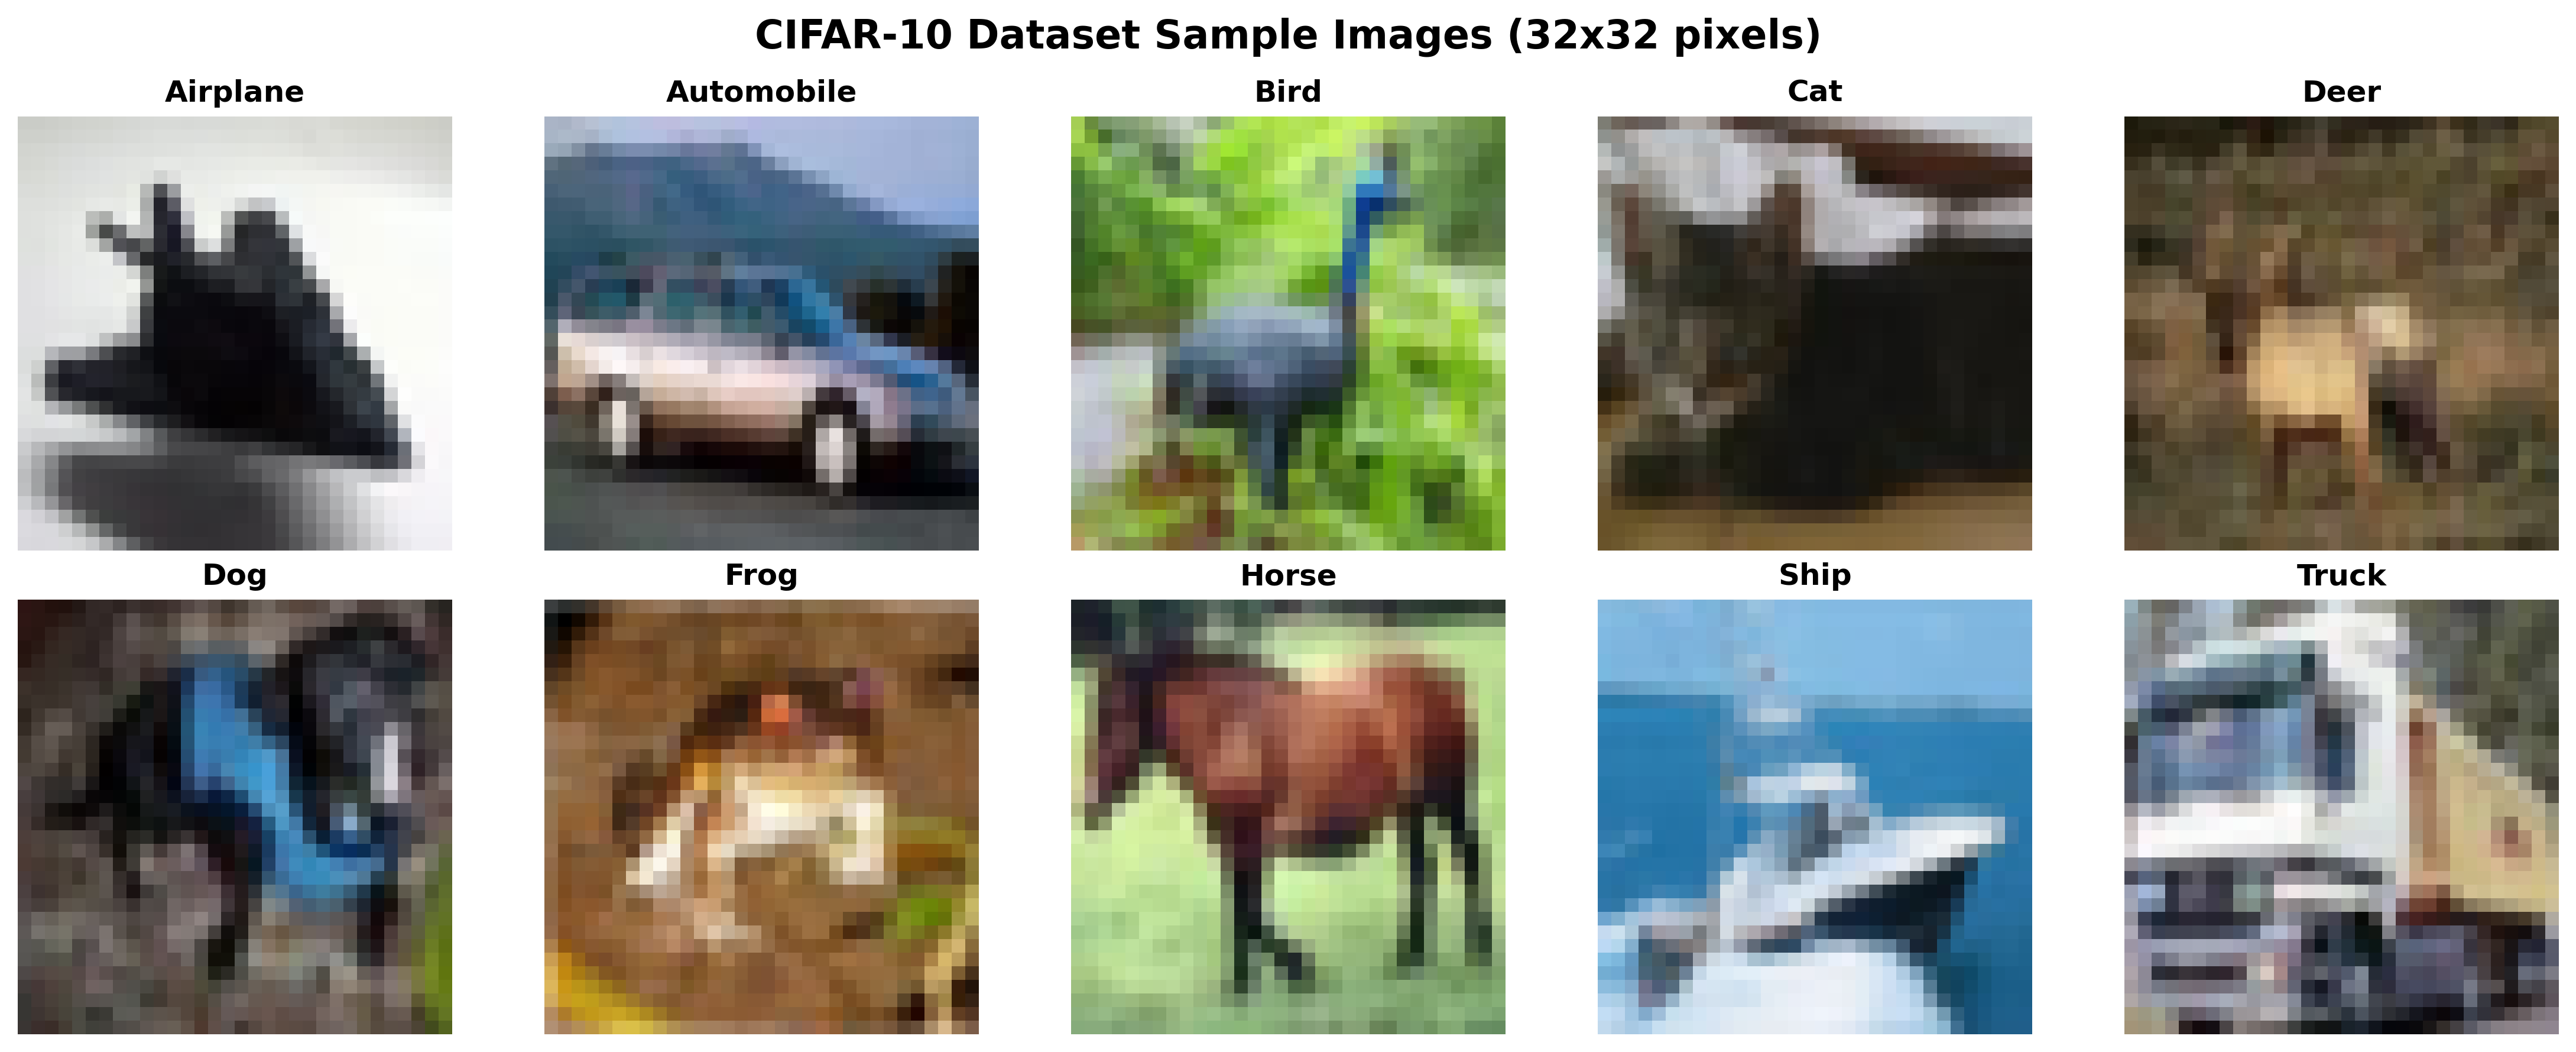 CIFAR-10 Dataset Sample Images (32x32 pixels)
Airplane Automobile Bird Cat Deer
Dog Frog Horse Ship Truck